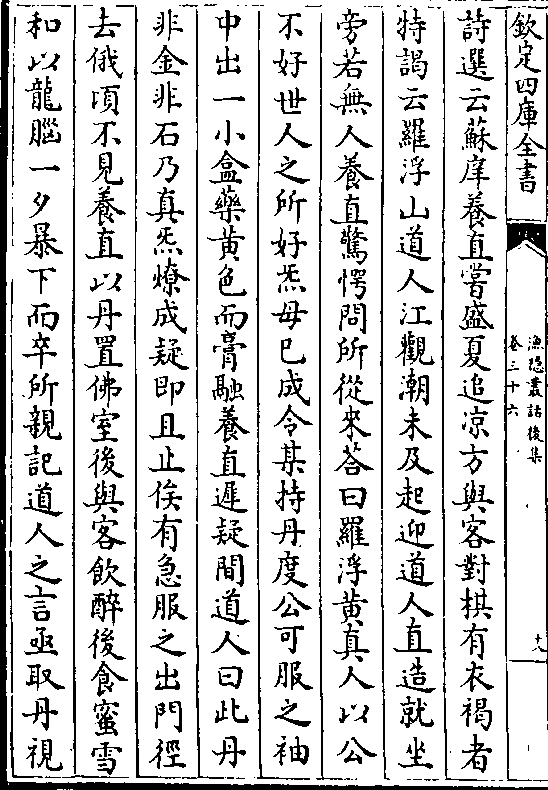 欽定四庫全書
漁隠叢話後集
卷三十六
十八
詩選云蘇庠養直嘗盛夏追凉方與客對棋有衣褐者
特謁云羅浮山道人江觀潮未及起迎道人直造就坐
旁若無人養直驚愕問所從來荅曰羅浮黄真人以公
不好世人之所好炁母已成令某持丹度公可服之袖
中出一小盒藥黄色而膏融養直遲疑間道人曰此丹
非金非石乃真炁燎成疑即且止俟有急服之出門徑
去俄頃不見養直以丹置佛室後與客飲醉後食蜜雪
和以龍腦一夕暴下而卒所親記道人之言亟取丹視